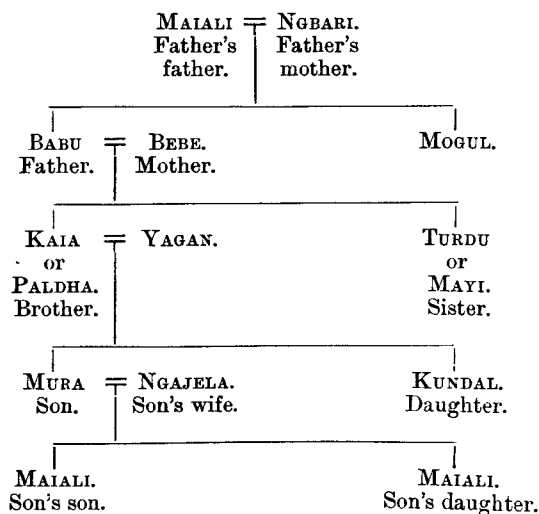 MAIALI = NGBARI.
Father's Father's
father. mother.
BABU = BEBE. MOGUL.
Father. Mother.
KAIA = YAGAN. TURDU
or or
PALDHA. MAYI.
Brother. Sister.
MURA = NGAJELA. KUNDAL.
Son. Son's wife. Daughter.
MAIALI. MAIALI.
Son's son. Son's daughter.